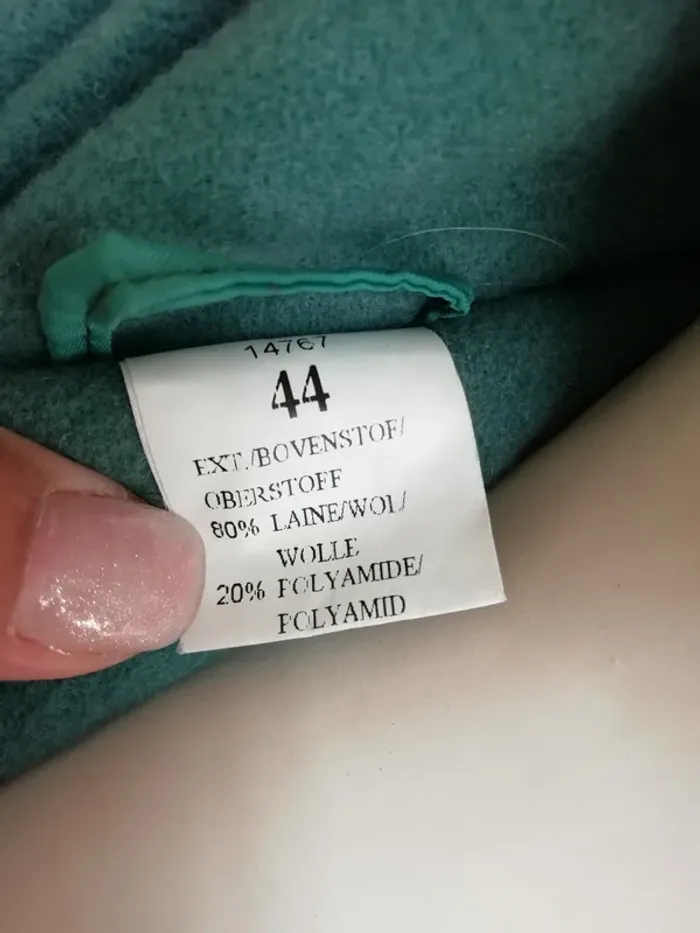 14767
44
EXT./BOVENSTOF/
OBERSTOFF
80% LAINE/WOL/
WOLLE
20% POLYAMIDE/
POLYAMID